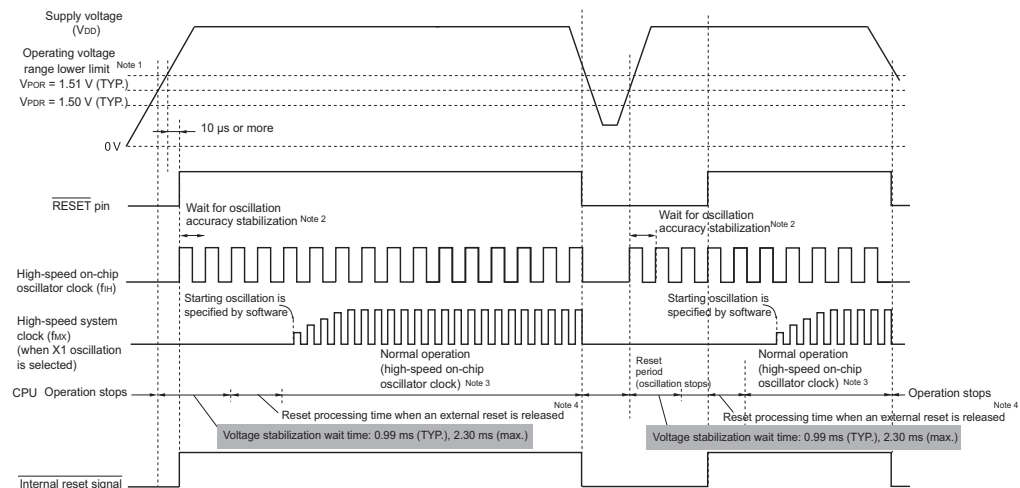 Supply voltage
(VDD)
Operating voltage
range lower limit Note 1
VPOR = 1.51 V (TYP.)
VPDR = 1.50 V (TYP.)
10 μs or more
0 V
RESET pin
Wait for oscillation
accuracy stabilization Note 2
Wait for oscillation
accuracy stabilization Note 2
High-speed on-chip
oscillator clock (fIH)
Starting oscillation is
specified by software
Starting oscillation is
specified by software
High-speed system
clock (fMX)
(when X1 oscillation
is selected)
Normal operation
(high-speed on-chip
oscillator clock) Note 3
Reset
period
(oscillation stops)
Normal operation
(high-speed on-chip
oscillator clock) Note 3
CPU Operation stops
Operation stops
Reset processing time when an external reset is released Note 4
Reset processing time when an external reset is released Note 4
Voltage stabilization wait time: 0.99 ms (TYP.), 2.30 ms (max.)
Voltage stabilization wait time: 0.99 ms (TYP.), 2.30 ms (max.)
Internal reset signal